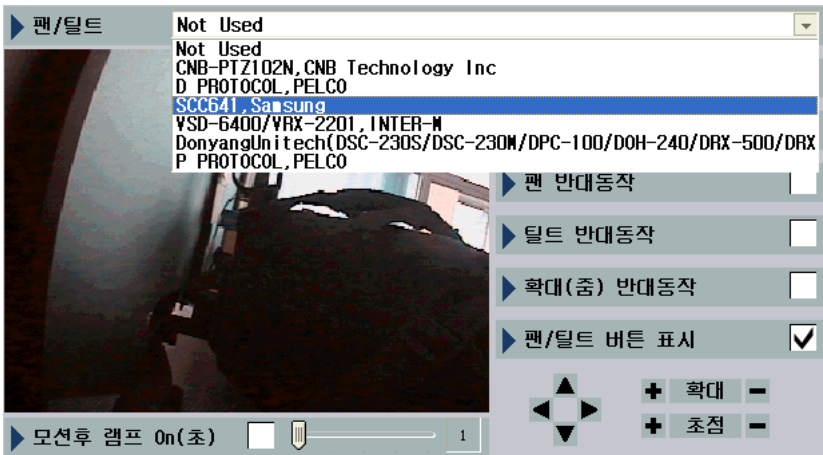 팬/틸트
Not Used
Not Used
CNB-PTZ102N,CNB Technology Inc
D PROTOCOL,PELCO
SCC641,Samsung
VSD-6400/VRX-2201,INTER-M
DonyangUnitech(DSC-230S/DSC-230M/DPC-100/DOH-240/DRX-500/DRX
P PROTOCOL,PELCO
팬 반대동작
틸트 반대동작
확대(줌) 반대동작
팬/틸트 버튼 표시
+ 확대 -
+ 초점 -
모션후 램프 On(초) 1